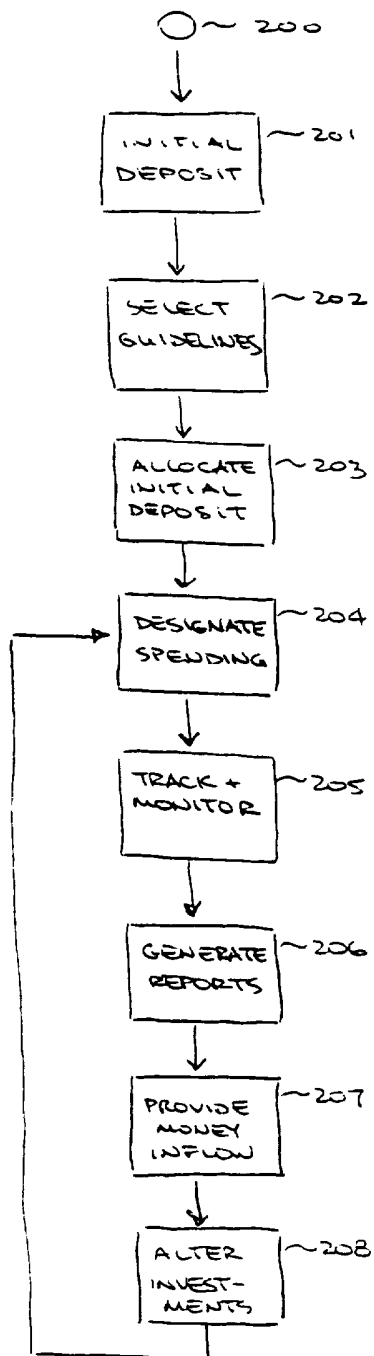 ~ 200
INITIAL
DEPOSIT
~ 201
SELECT
GUIDELINES
~ 202
ALLOCATE
INITIAL
DEPOSIT
~ 203
DESIGNATE
SPENDING
~ 204
TRACK +
MONITOR
~ 205
GENERATE
REPORTS
~ 206
PROVIDE
MONEY
INFLOW
~ 207
ALTER
INVEST-
MENTS
~ 208